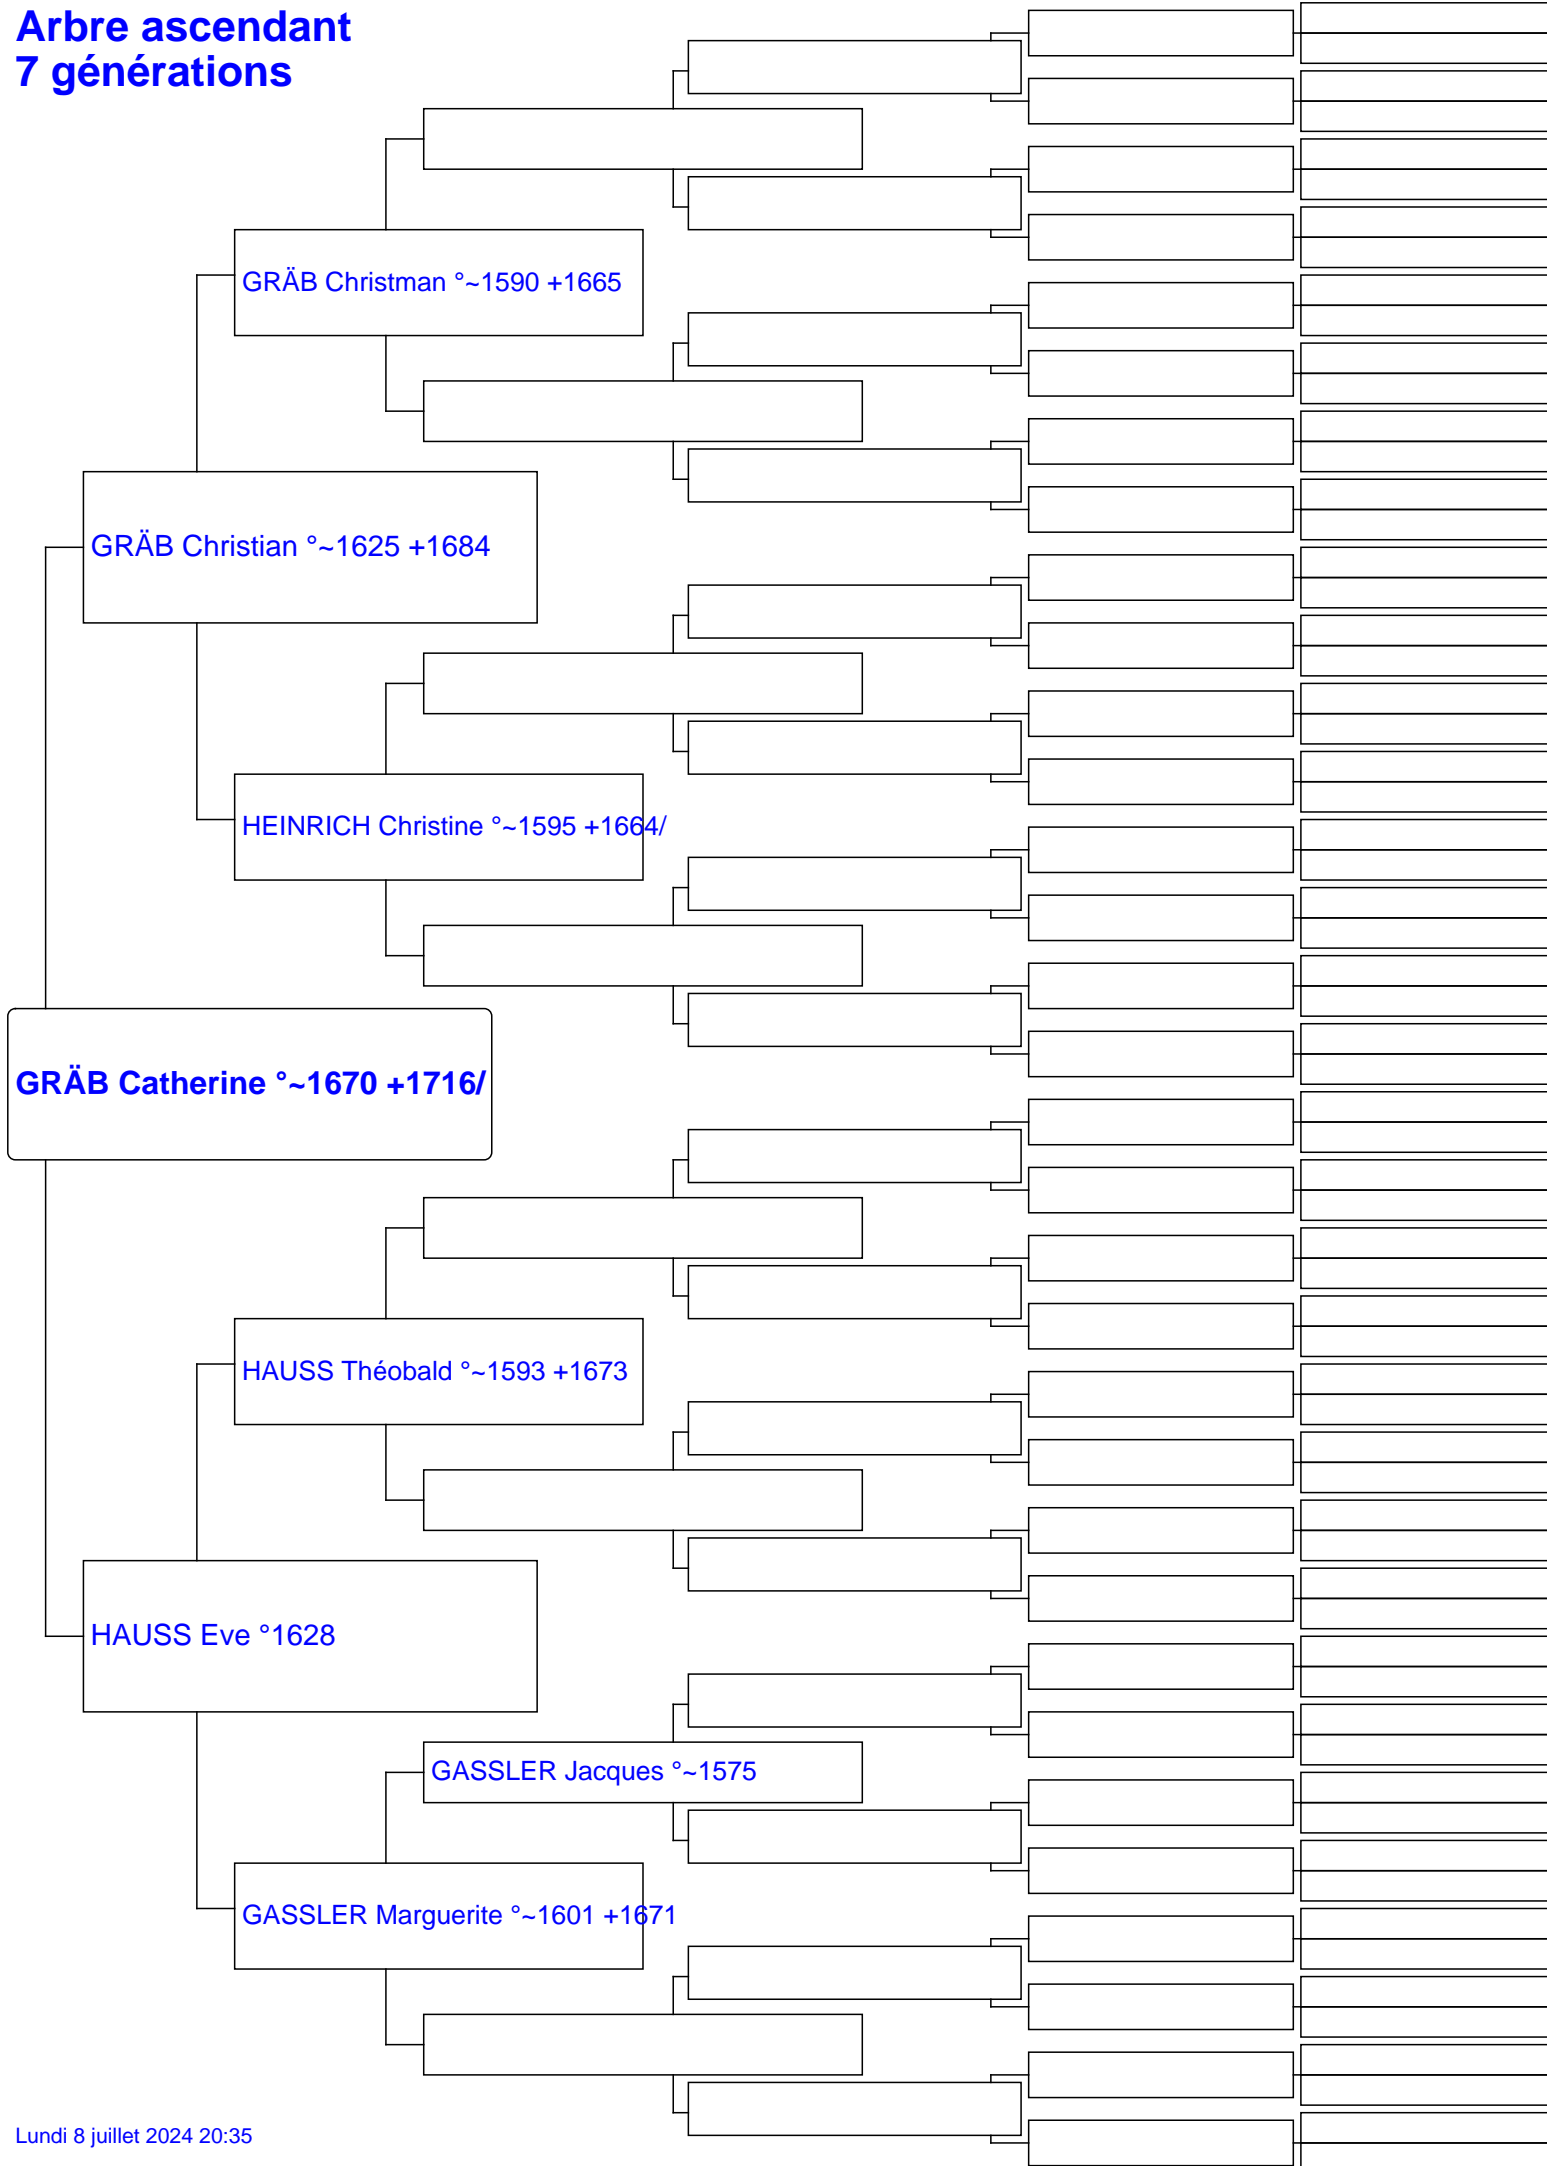 Arbre ascendant
7 générations
GRÄB Christman °~1590 +1665
GRÄB Christian °~1625 +1684
HEINRICH Christine °~1595 +1664/
GRÄB Catherine °~1670 +1716/
HAUSS Théobald °~1593 +1673
HAUSS Eve °1628
GASSLER Jacques °~1575
GASSLER Marguerite °~1601 +1671
Lundi 8 juillet 2024 20:35